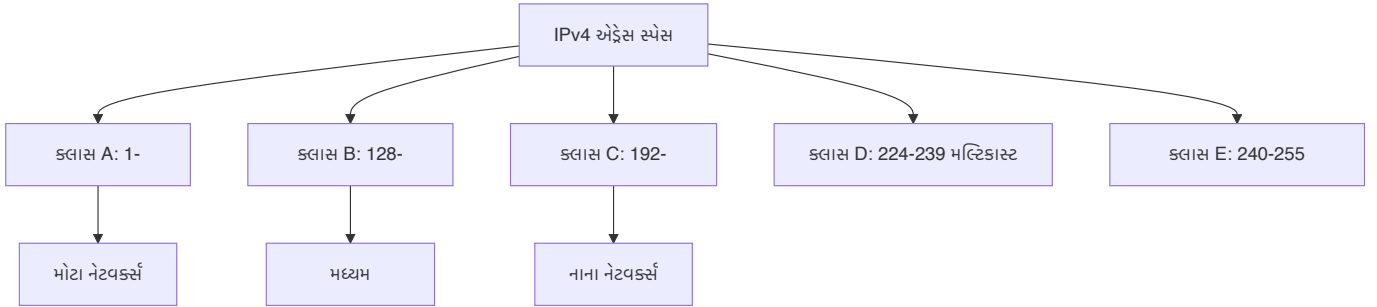 IPv4 એડ્રેસ સ્પેસ
ક્લાસ A: 1-
ક્લાસ B: 128-
ક્લાસ C: 192-
ક્લાસ D: 224-239 મલ્ટિકાસ્ટ
ક્લાસ E: 240-255
મોટા નેટવર્ક્સ
મધ્યમ
નાના નેટવર્ક્સ